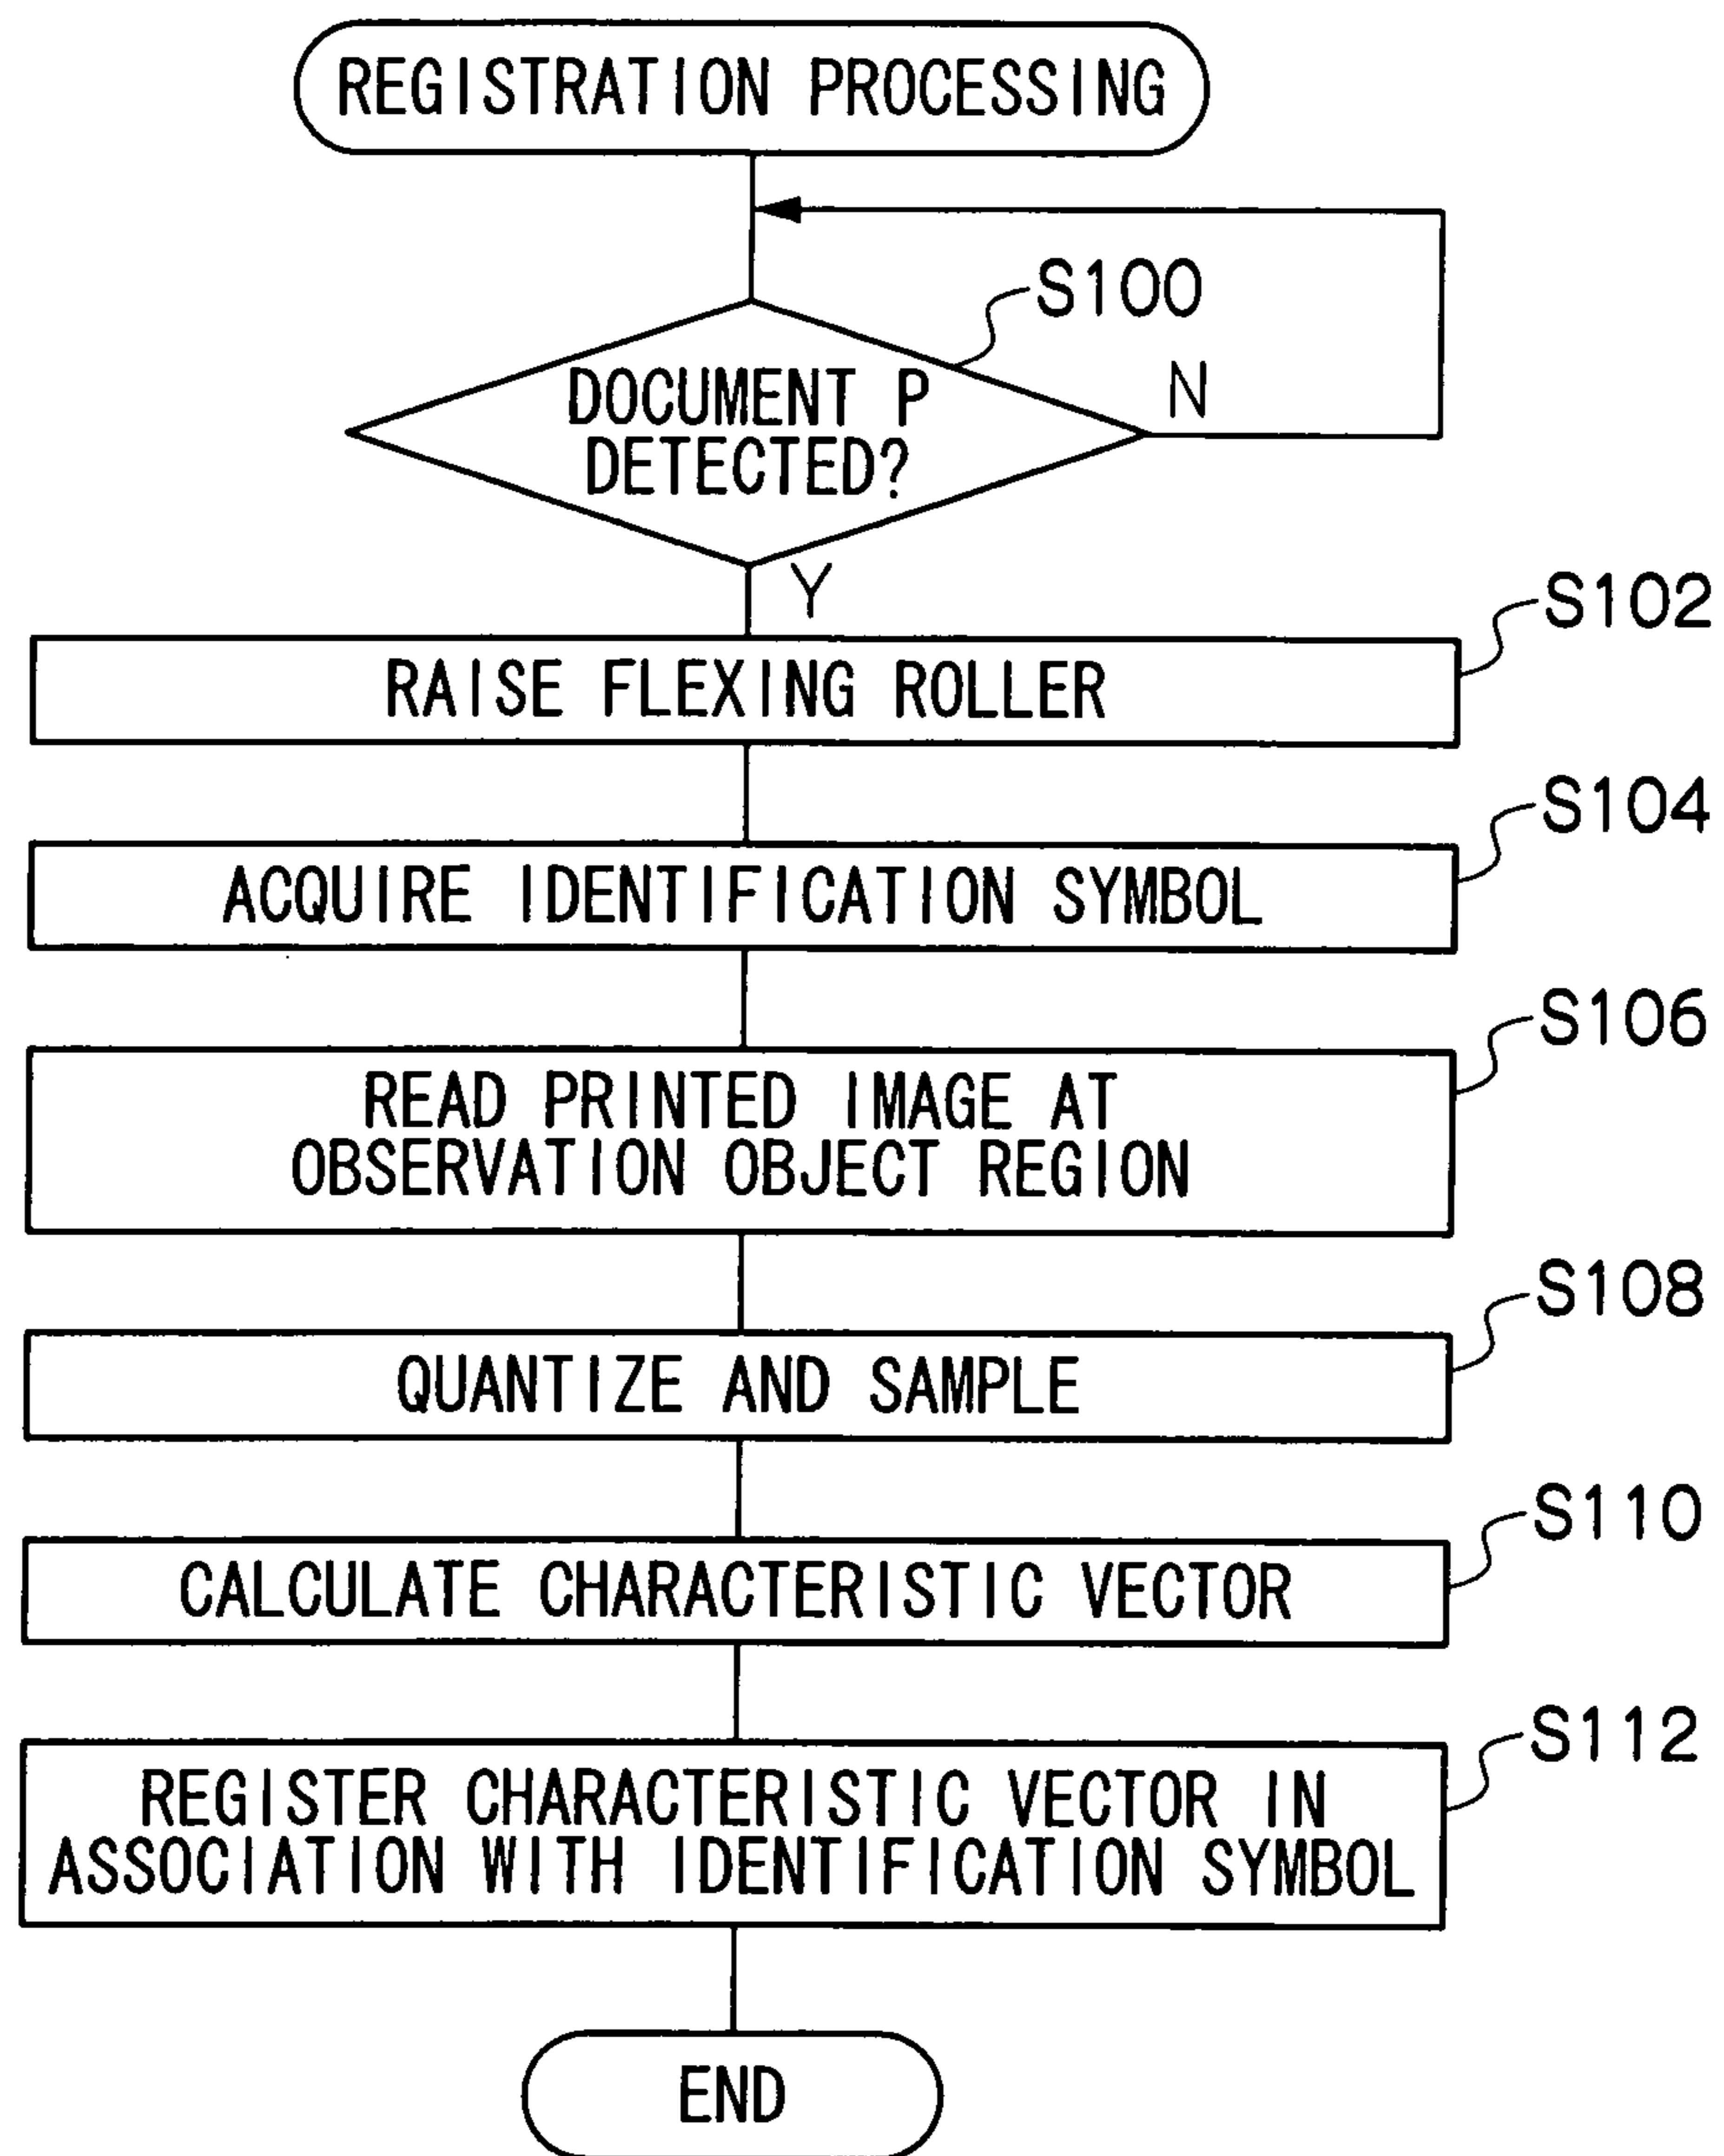 REGISTRATION PROCESSING
S100
DOCUMENT P
DETECTED?
N
Y
S102
RAISE FLEXING ROLLER
S104
ACQUIRE IDENTIFICATION SYMBOL
S106
READ PRINTED IMAGE AT
OBSERVATION OBJECT REGION
S108
QUANTIZE AND SAMPLE
S110
CALCULATE CHARACTERISTIC VECTOR
S112
REGISTER CHARACTERISTIC VECTOR IN
ASSOCIATION WITH IDENTIFICATION SYMBOL
END